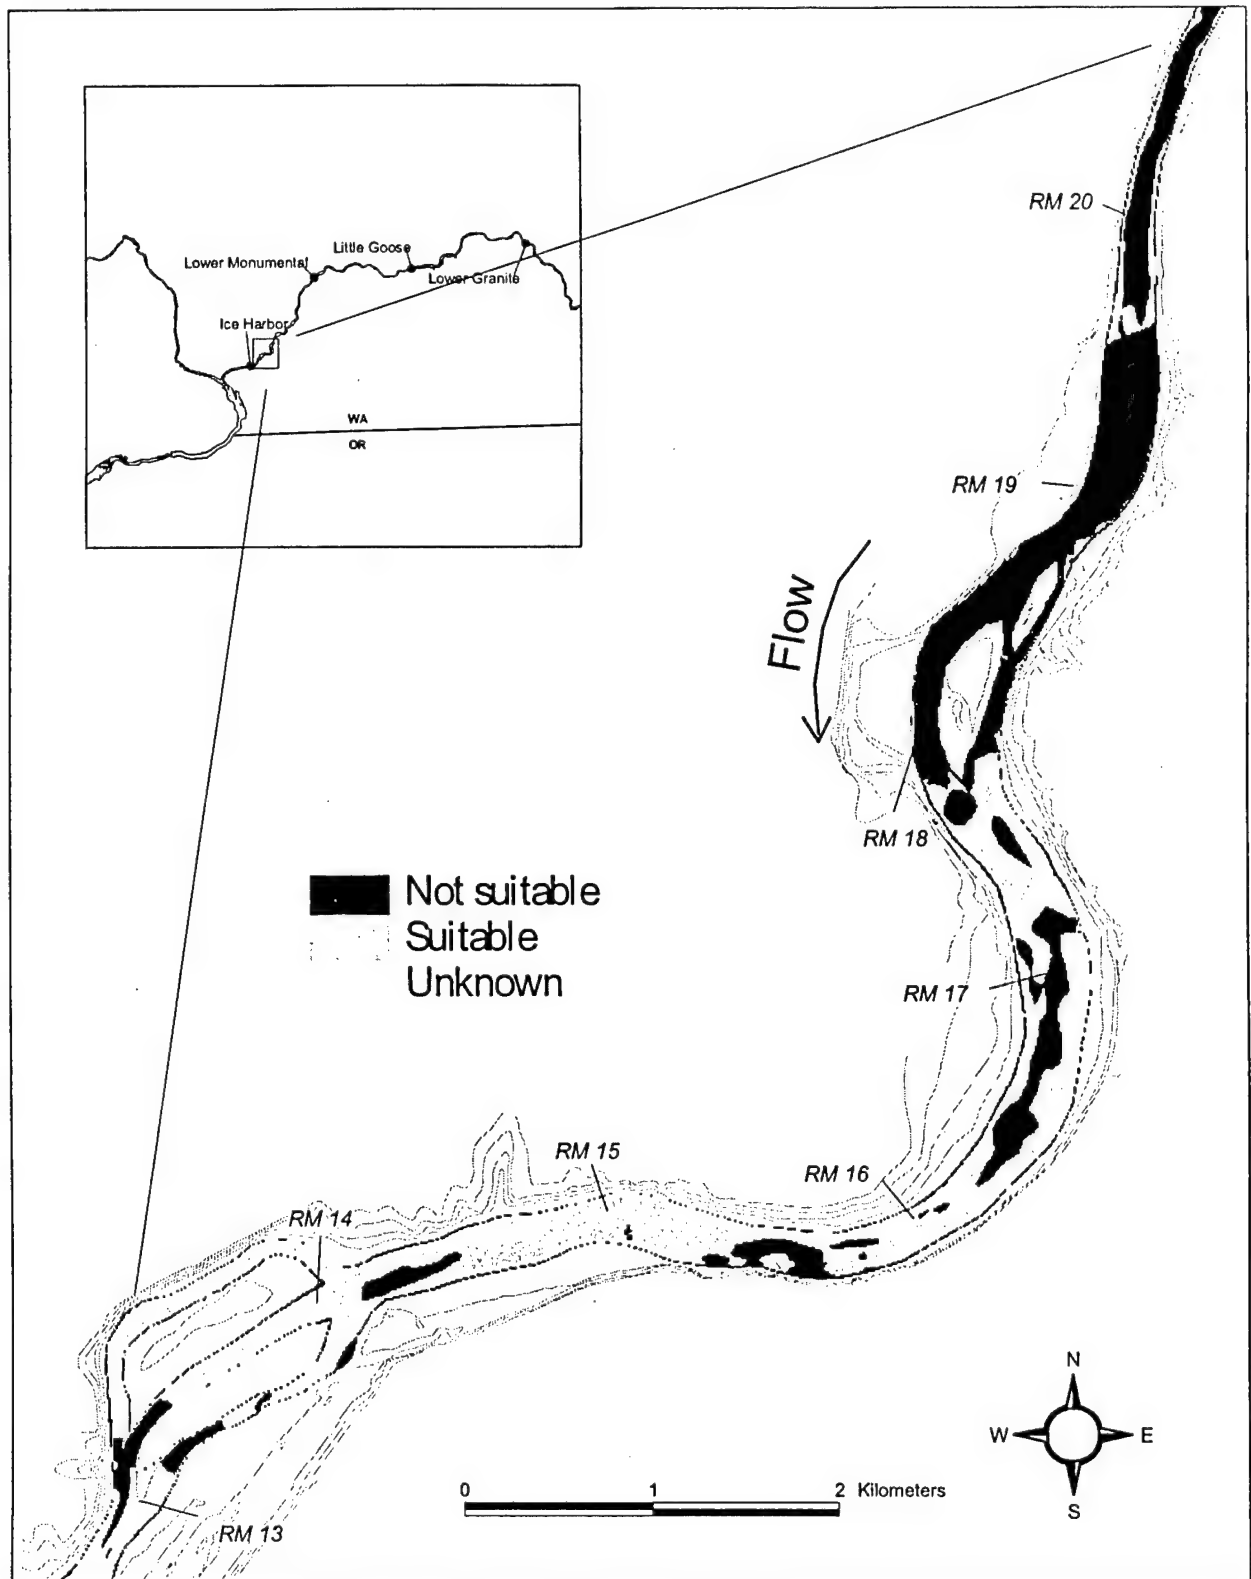 RM 20
Little Goose
Lower Monumental
Lower Granite
Ice Harbor
WA
OR
RM 19
Flow
RM 18
Not suitable
Suitable
Unknown
RM 17
RM 15
RM 16
RM 14
N
W E
S
0 1 2 Kilometers
RM 13